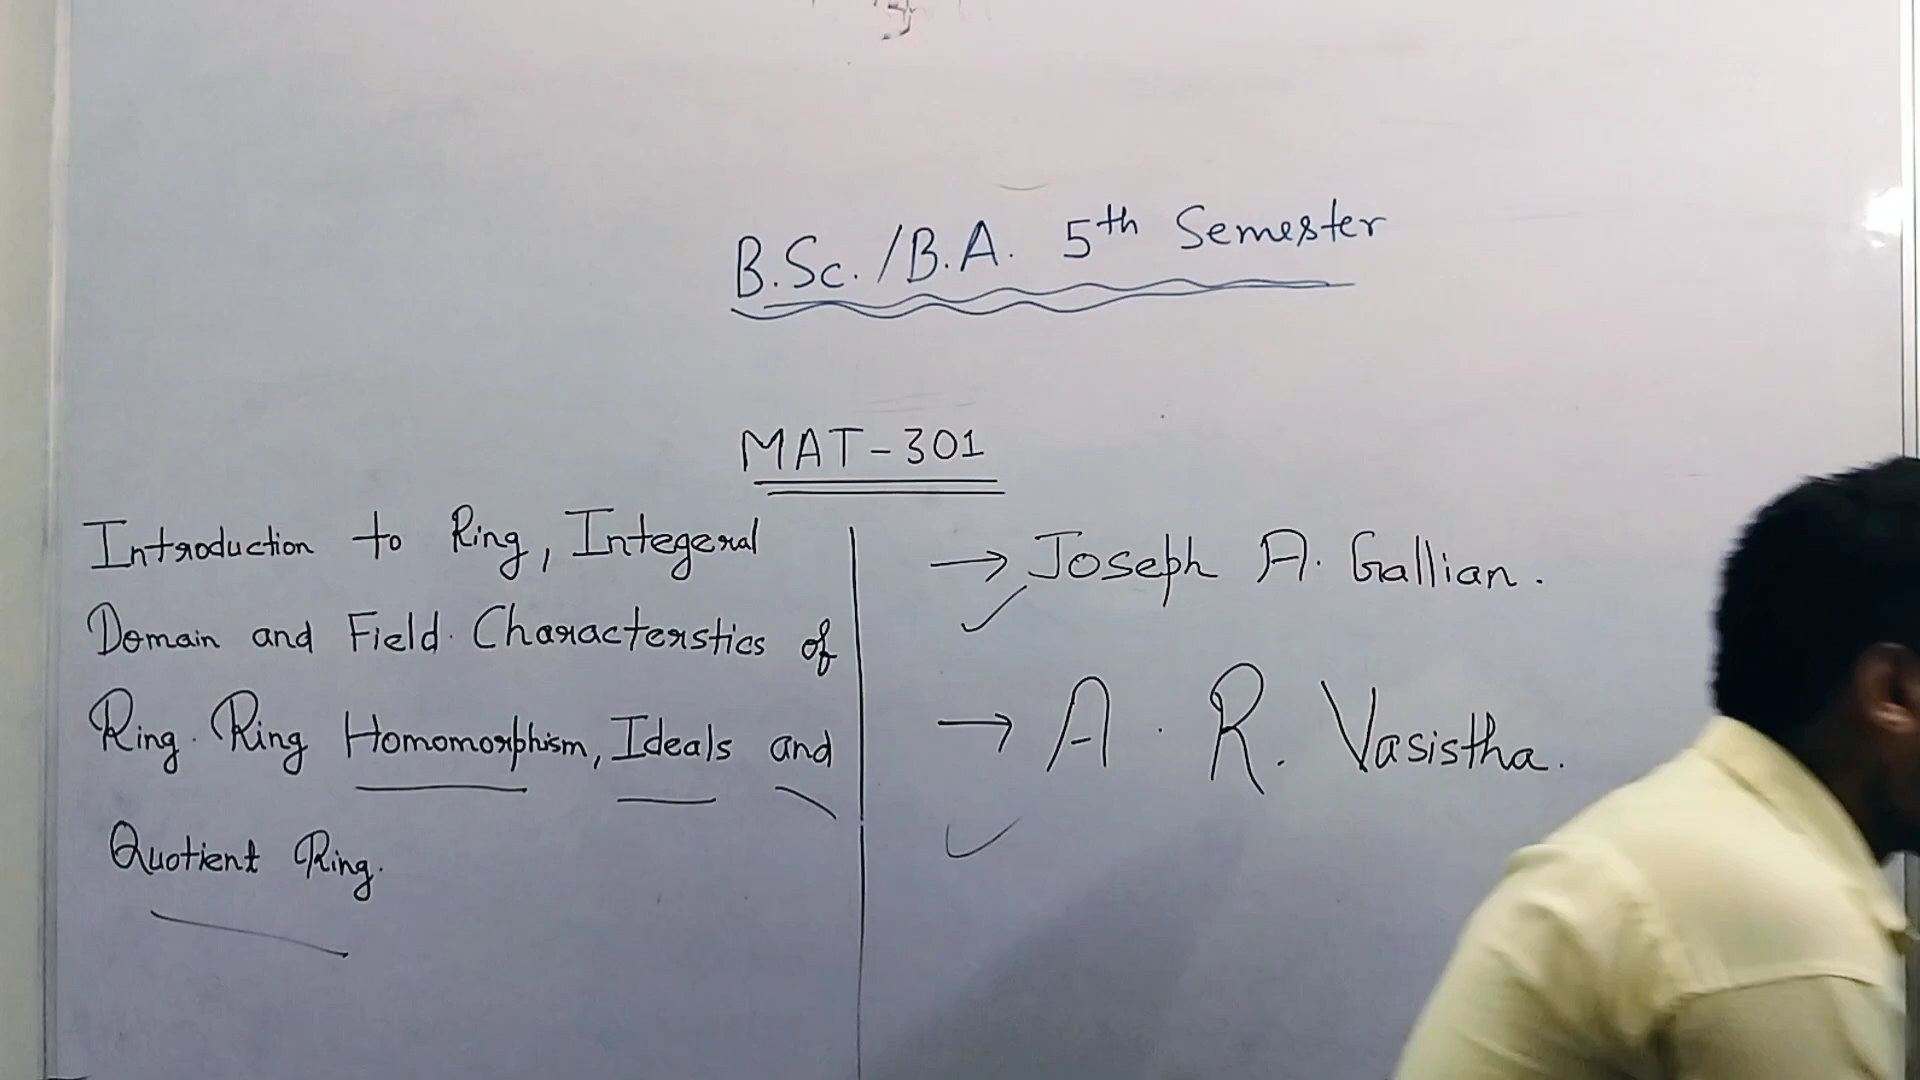 B.Sc./B.A. 5th Semester
MAT-301
Introduction to Ring, Integeral
Domain and Field. Characterstics of
Ring. Ring Homomorphism, Ideals and
Quotient Ring.
→ Joseph A. Gallian.
→ A. R. Vasistha.